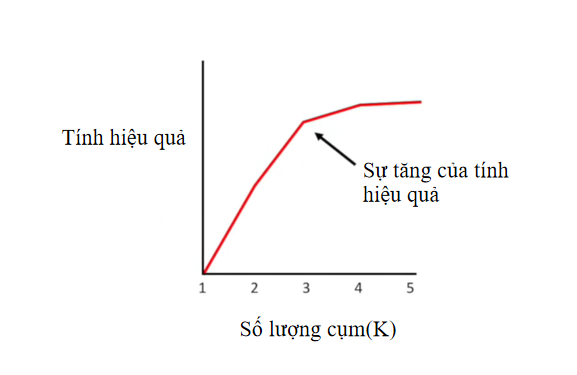 Tính hiệu quả
Sự tăng của tính
hiệu quả
1 2 3 4 5
Số lượng cụm(K)